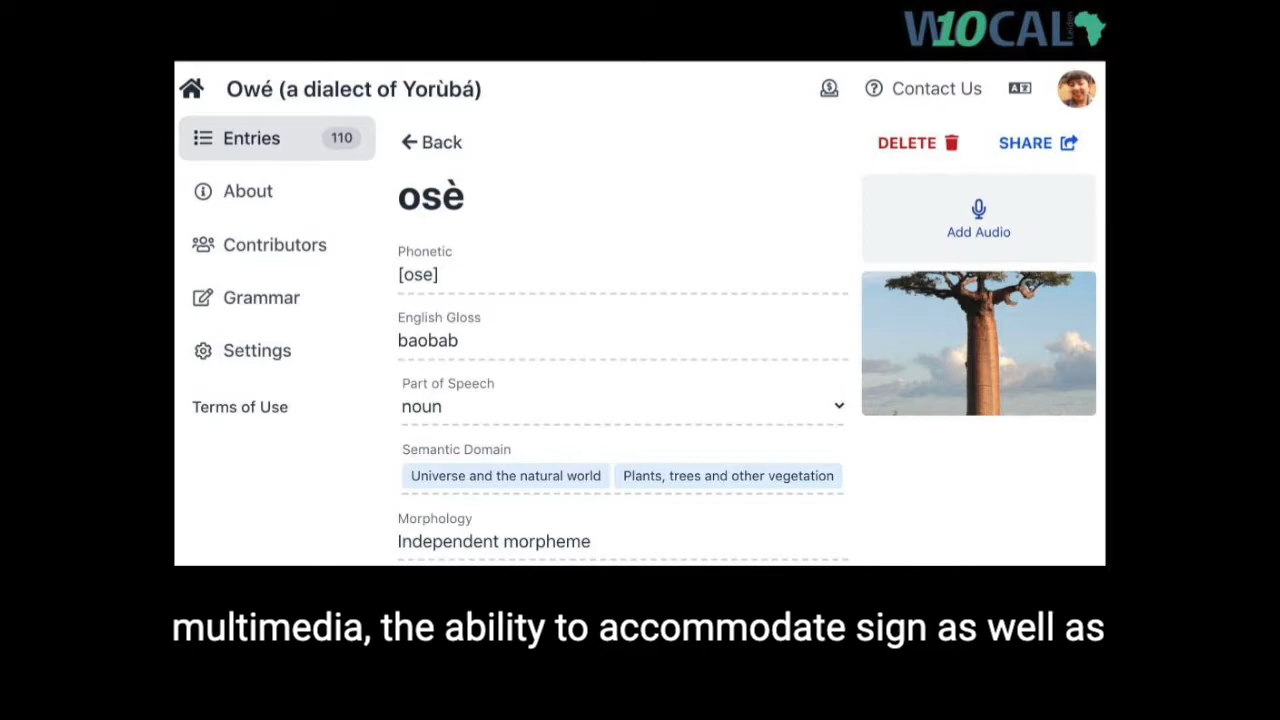 W10CAL
Leiden
Owé (a dialect of Yorùbá)
Contact Us
Entries 110
Back
DELETE
SHARE
osè
About
Add Audio
Phonetic
[ose]
Contributors
Grammar
English Gloss
baobab
Settings
Part of Speech
noun
Terms of Use
Semantic Domain
Universe and the natural world Plants, trees and other vegetation
Morphology
Independent morpheme
multimedia, the ability to accommodate sign as well as